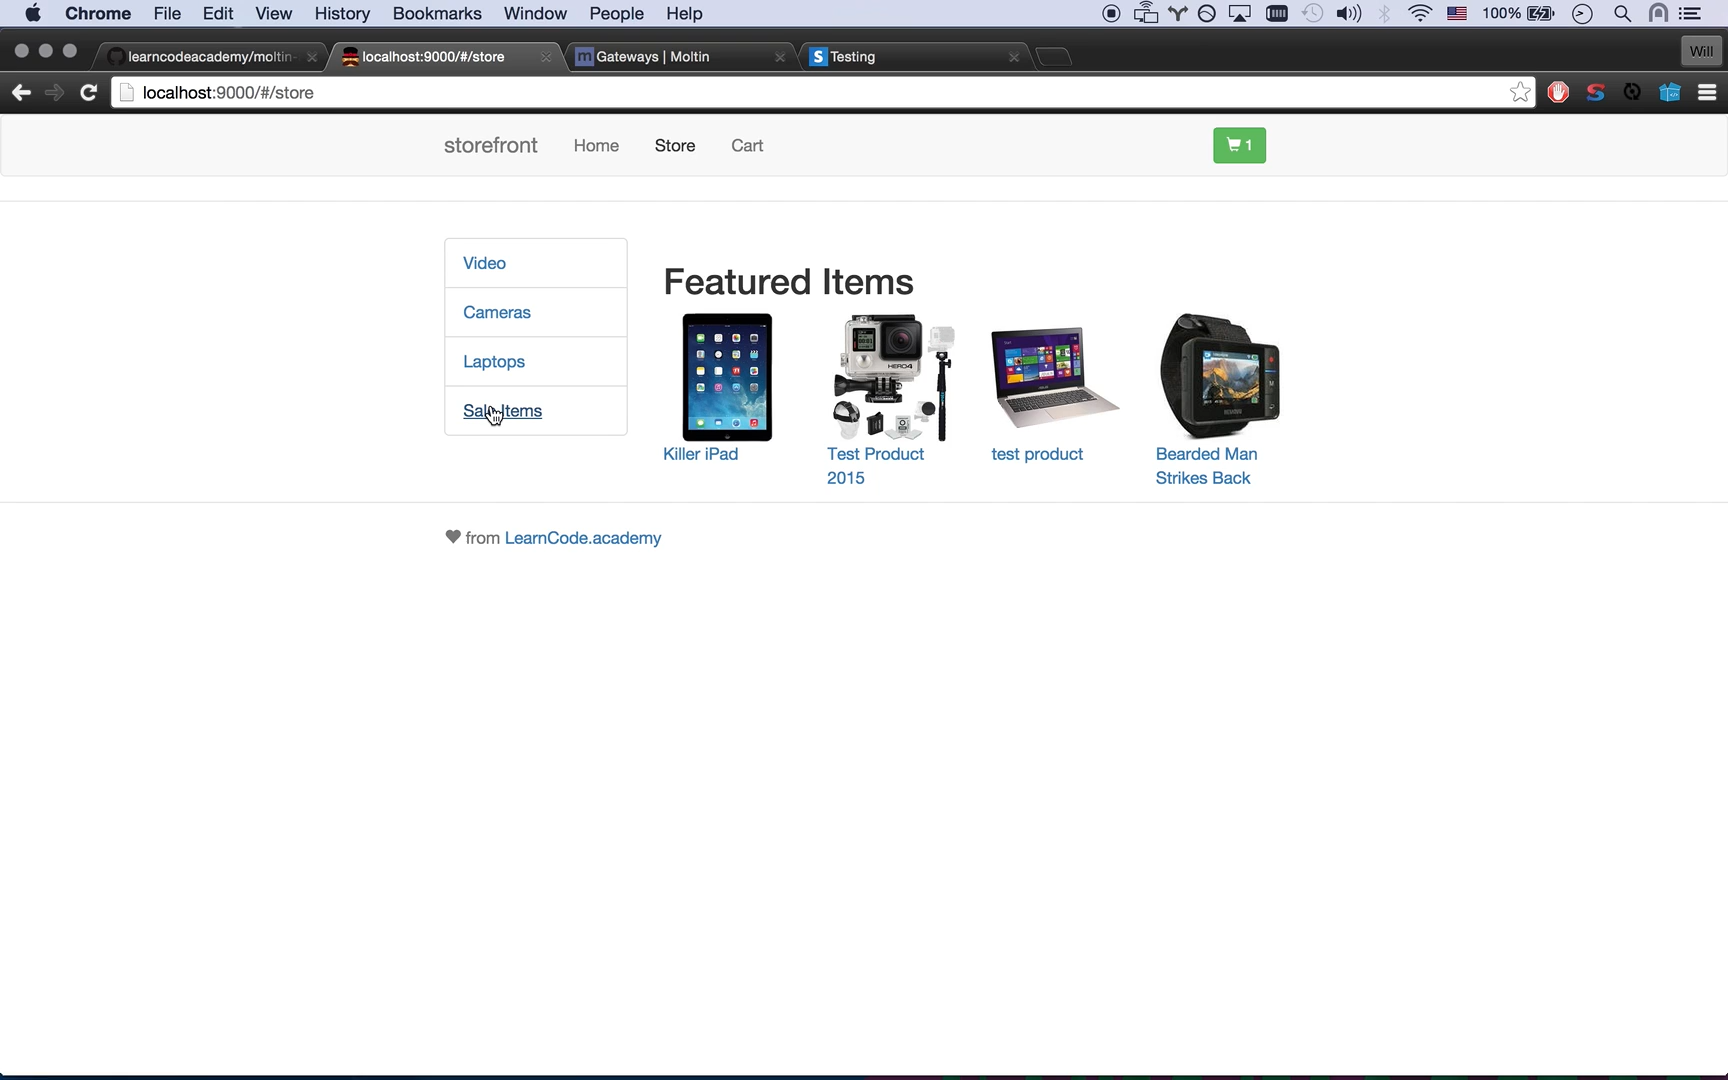 Chrome File Edit View History Bookmarks Window People Help 100%
learncodeacademy/moltin- localhost:9000/#/store Gateways | Moltin Testing Will
localhost:9000/#/store
storefront Home Store Cart 1
Video
Cameras
Laptops
Sale Items
Featured Items
Killer iPad
Test Product
2015
test product
Bearded Man
Strikes Back
from LearnCode.academy